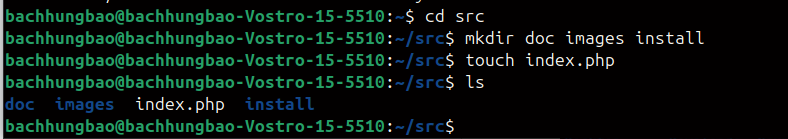 bachhungbao@bachhungbao-Vostro-15-5510:~$ cd src
bachhungbao@bachhungbao-Vostro-15-5510:~/src$ mkdir doc images install
bachhungbao@bachhungbao-Vostro-15-5510:~/src$ touch index.php
bachhungbao@bachhungbao-Vostro-15-5510:~/src$ ls
doc  images  index.php  install
bachhungbao@bachhungbao-Vostro-15-5510:~/src$